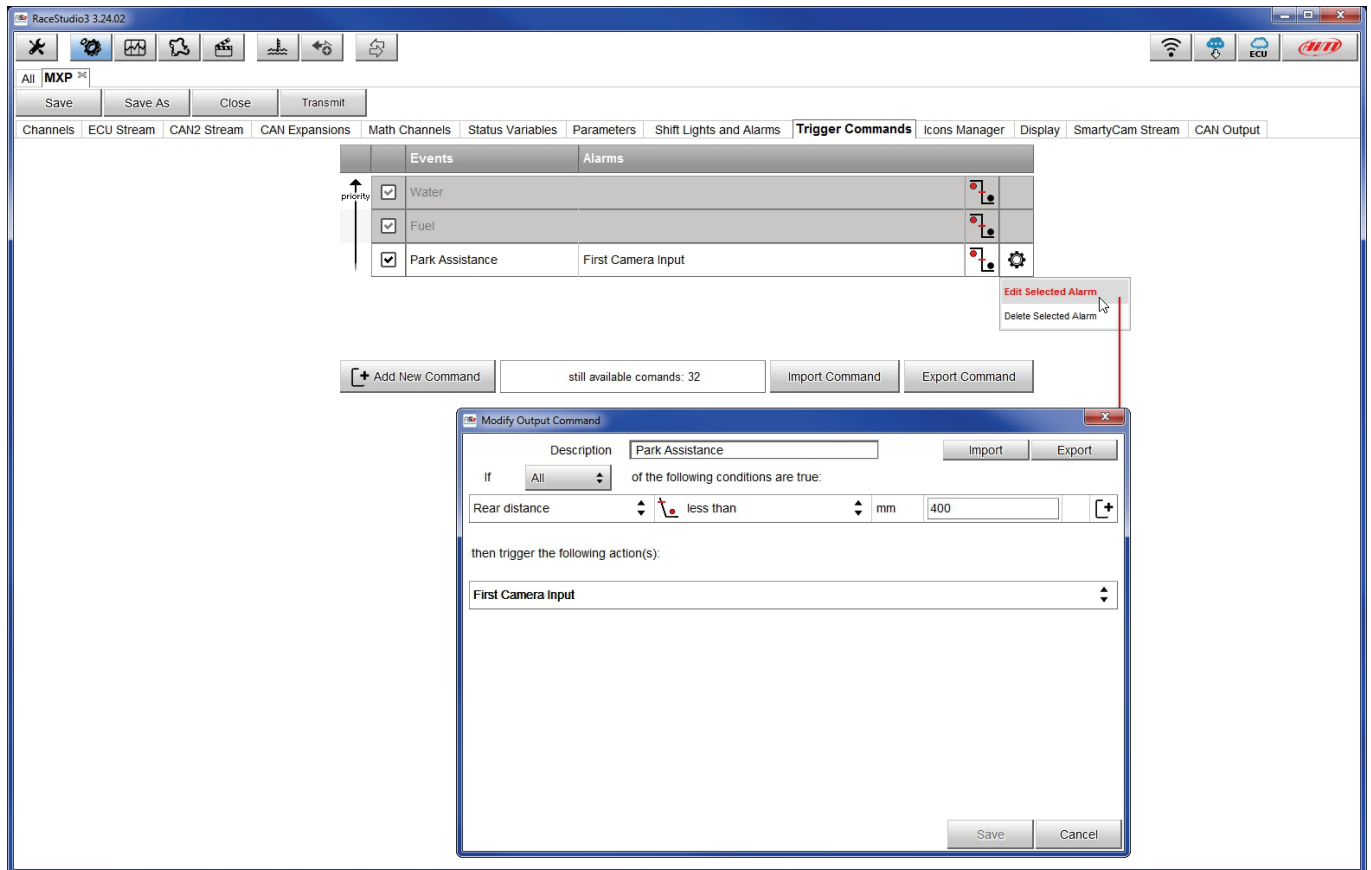 RaceStudio3 3.24.02
ECU
AiM
All MXP
Save Save As Close Transmit
Channels ECU Stream CAN2 Stream CAN Expansions Math Channels Status Variables Parameters Shift Lights and Alarms Trigger Commands Icons Manager Display SmartyCam Stream CAN Output
Events Alarms
priority
Water
Fuel
Park Assistance First Camera Input
Edit Selected Alarm
Delete Selected Alarm
Add New Command still available comands: 32 Import Command Export Command
Modify Output Command
Description Park Assistance Import Export
If All of the following conditions are true:
Rear distance less than mm 400
then trigger the following action(s):
First Camera Input
Save Cancel